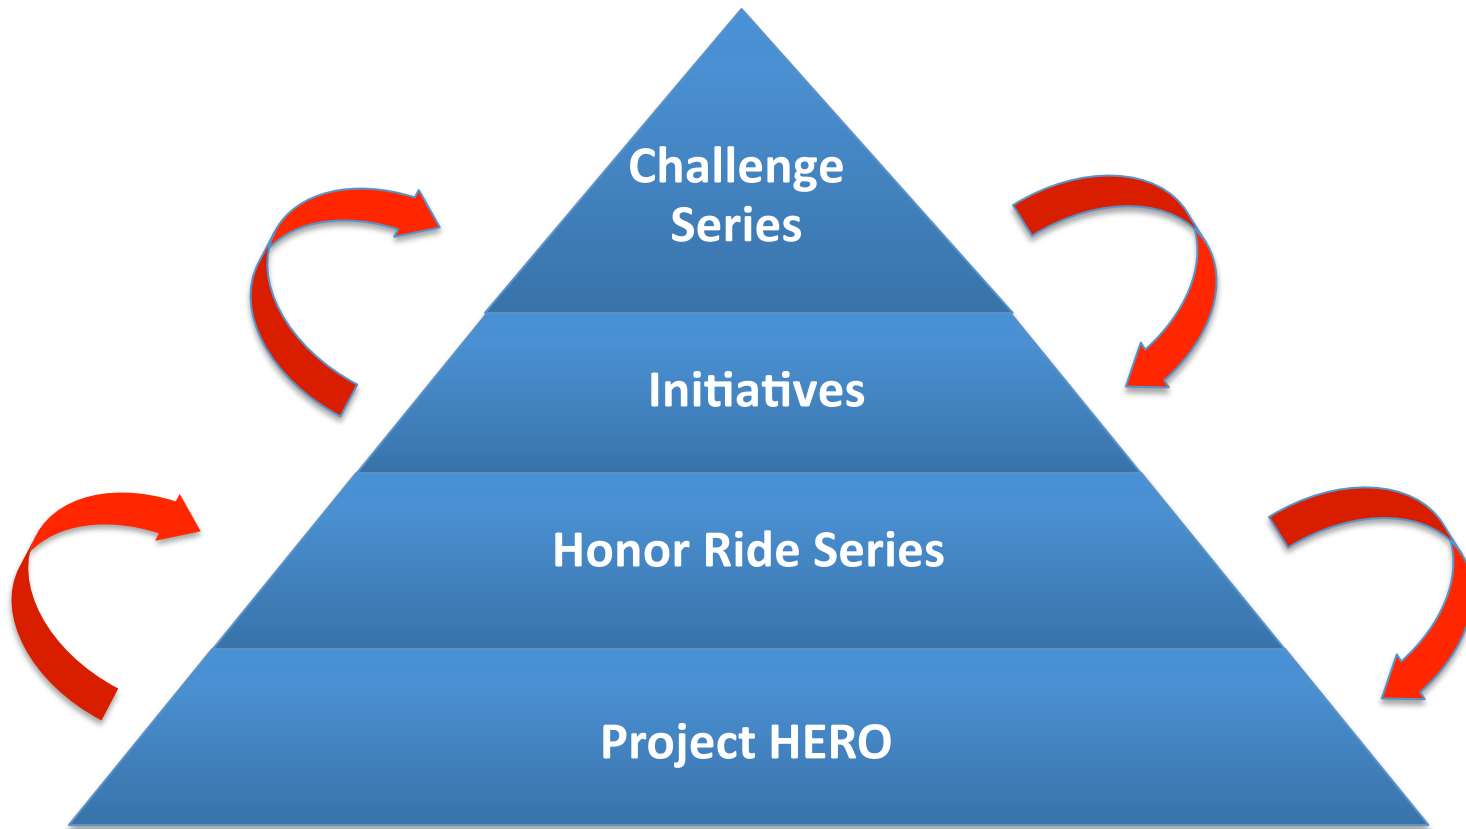 Challenge
Series
Initiatives
Honor Ride Series
Project HERO